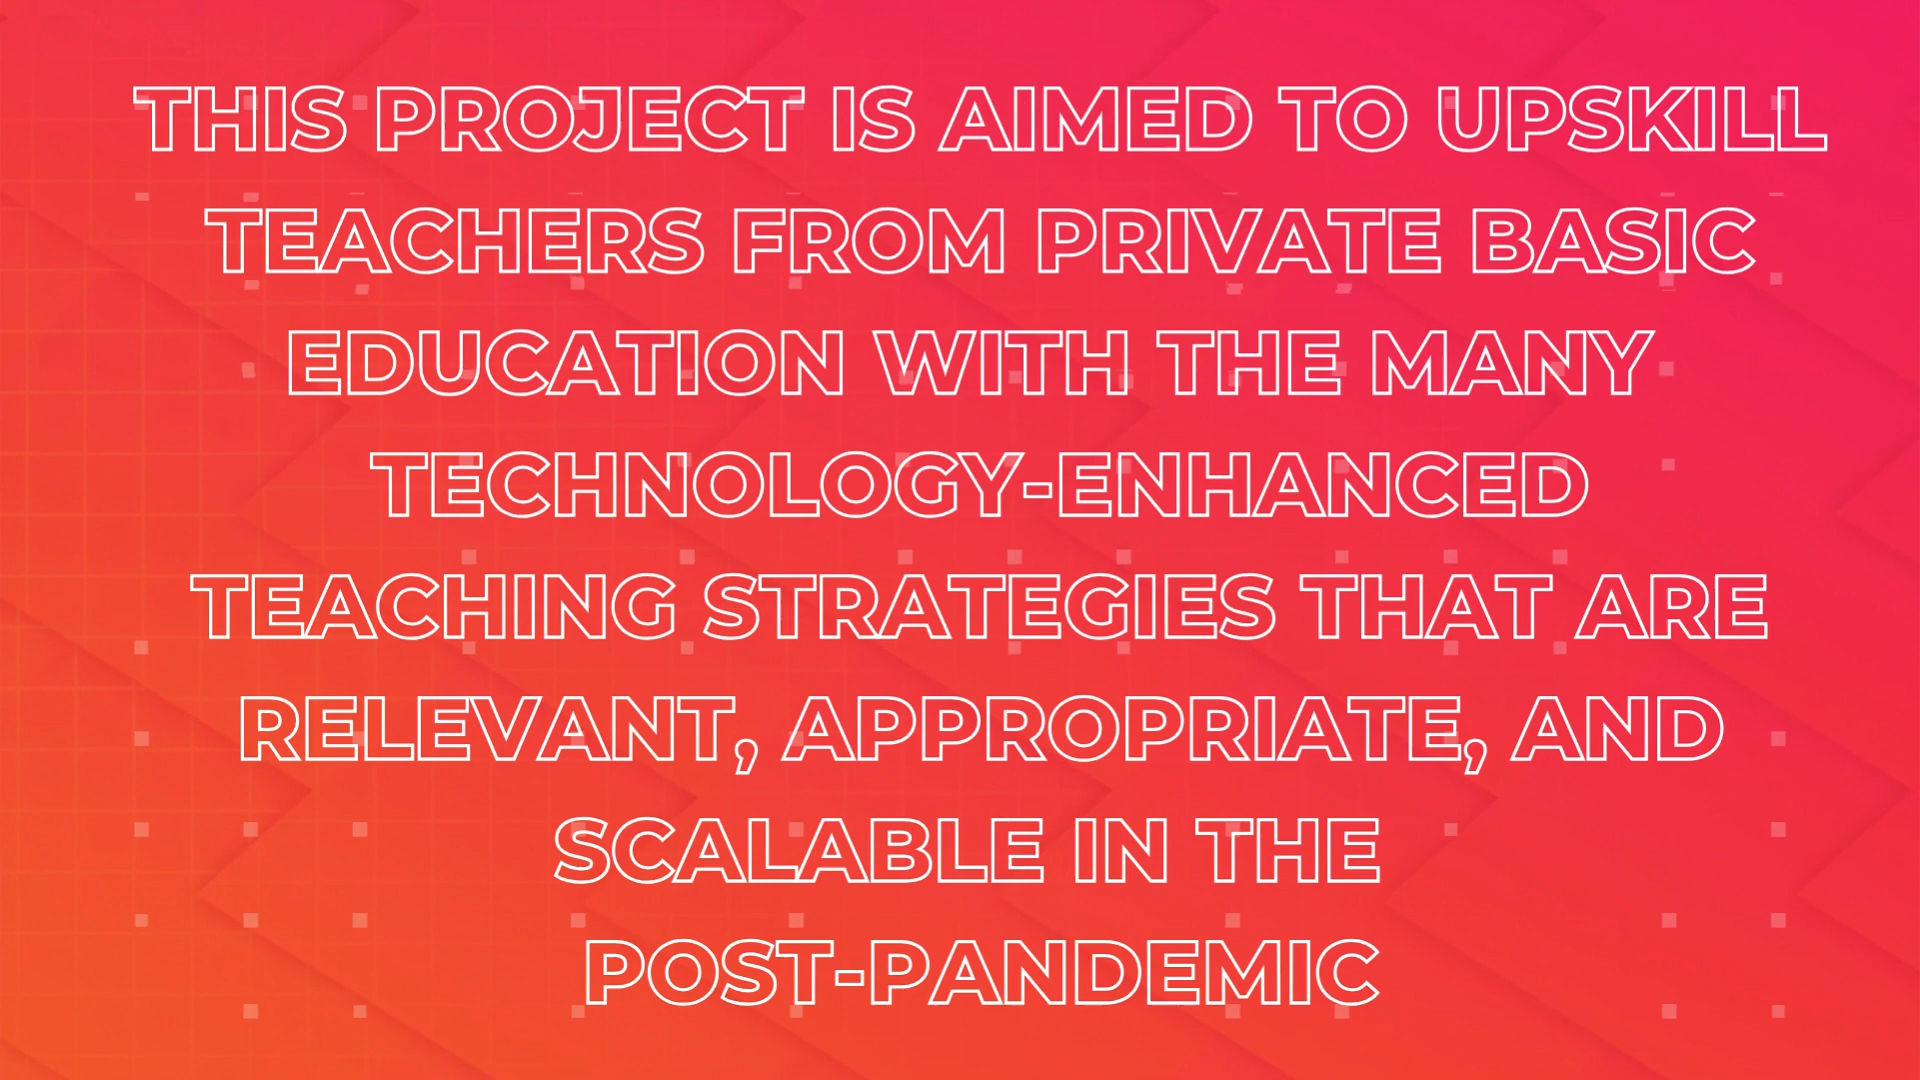 THIS PROJECT IS AIMED TO UPSKILL
TEACHERS FROM PRIVATE BASIC
EDUCATION WITH THE MANY
TECHNOLOGY-ENHANCED
TEACHING STRATEGIES THAT ARE
RELEVANT, APPROPRIATE, AND
SCALABLE IN THE
POST-PANDEMIC